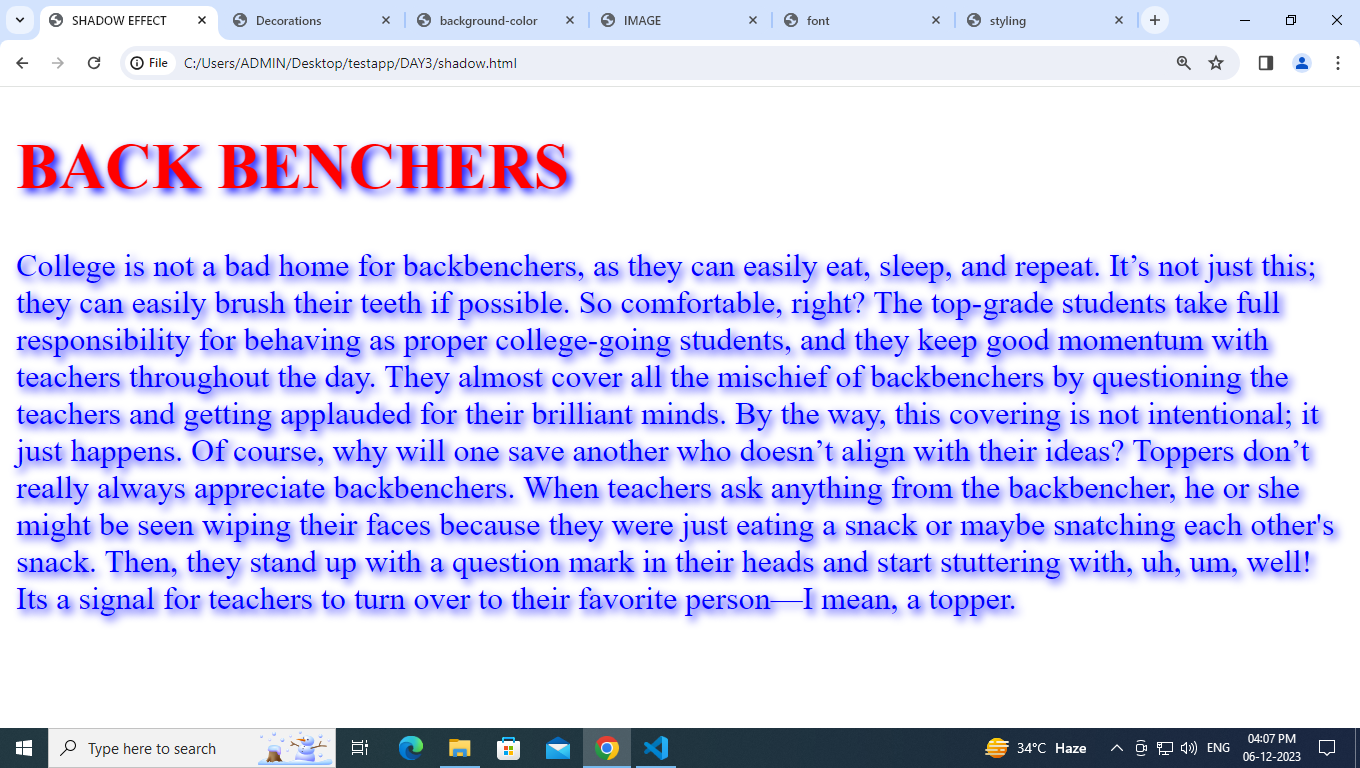 SHADOW EFFECT
Decorations
background-color
IMAGE
font
styling
File
C:/Users/ADMIN/Desktop/testapp/DAY3/shadow.html
BACK BENCHERS
College is not a bad home for backbenchers, as they can easily eat, sleep, and repeat. It’s not just this;
they can easily brush their teeth if possible. So comfortable, right? The top-grade students take full
responsibility for behaving as proper college-going students, and they keep good momentum with
teachers throughout the day. They almost cover all the mischief of backbenchers by questioning the
teachers and getting applauded for their brilliant minds. By the way, this covering is not intentional; it
just happens. Of course, why will one save another who doesn’t align with their ideas? Toppers don’t
really always appreciate backbenchers. When teachers ask anything from the backbencher, he or she
might be seen wiping their faces because they were just eating a snack or maybe snatching each other's
snack. Then, they stand up with a question mark in their heads and start stuttering with, uh, um, well!
Its a signal for teachers to turn over to their favorite person—I mean, a topper.
Type here to search
34°C Haze
ENG
04:07 PM
06-12-2023